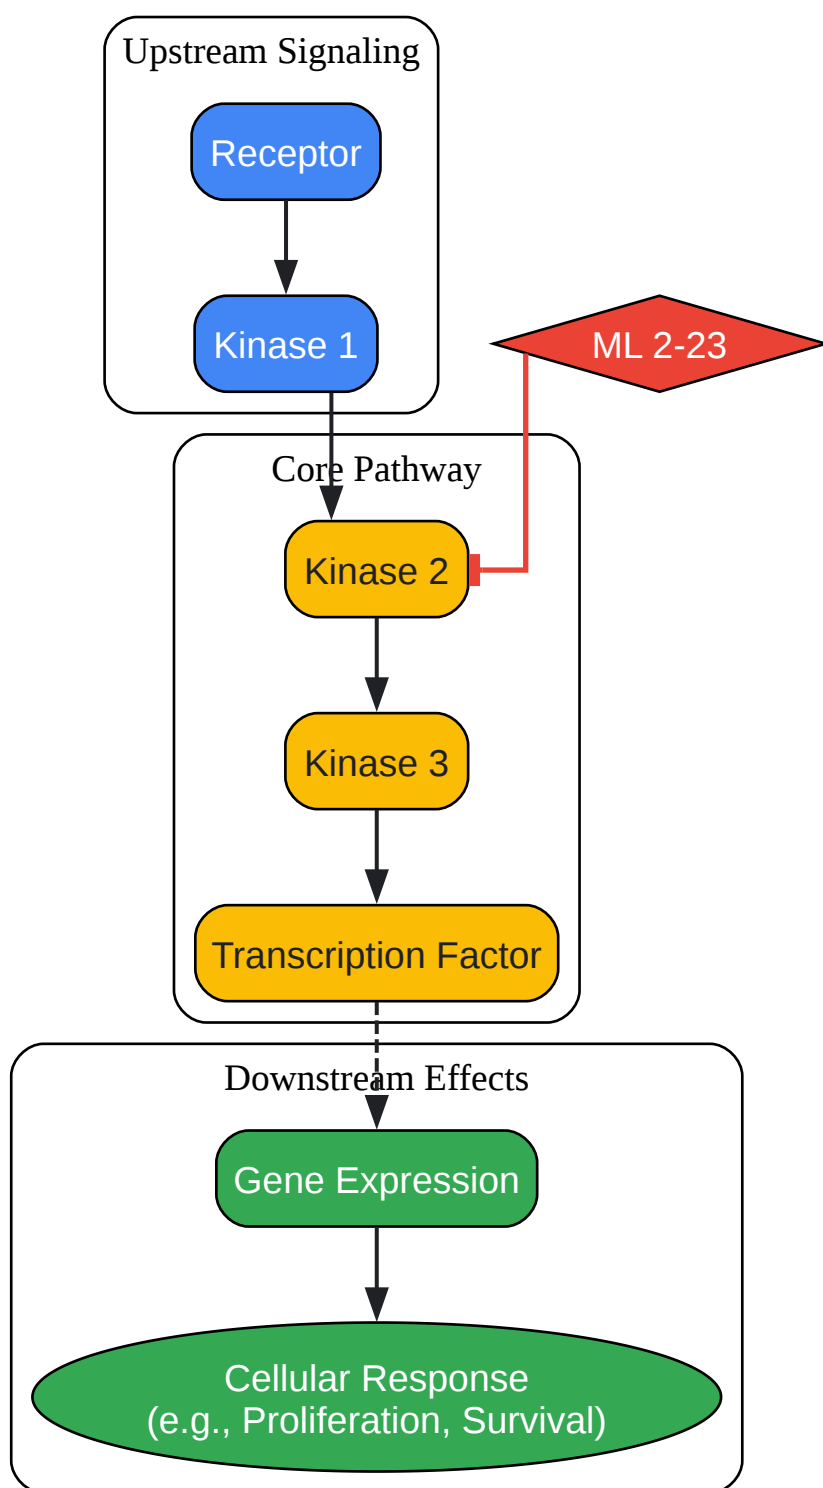 Upstream Signaling
Receptor
Kinase 1
ML 2-23
Core Pathway
Kinase 2
Kinase 3
Transcription Factor
Downstream Effects
Gene Expression
Cellular Response
(e.g., Proliferation, Survival)